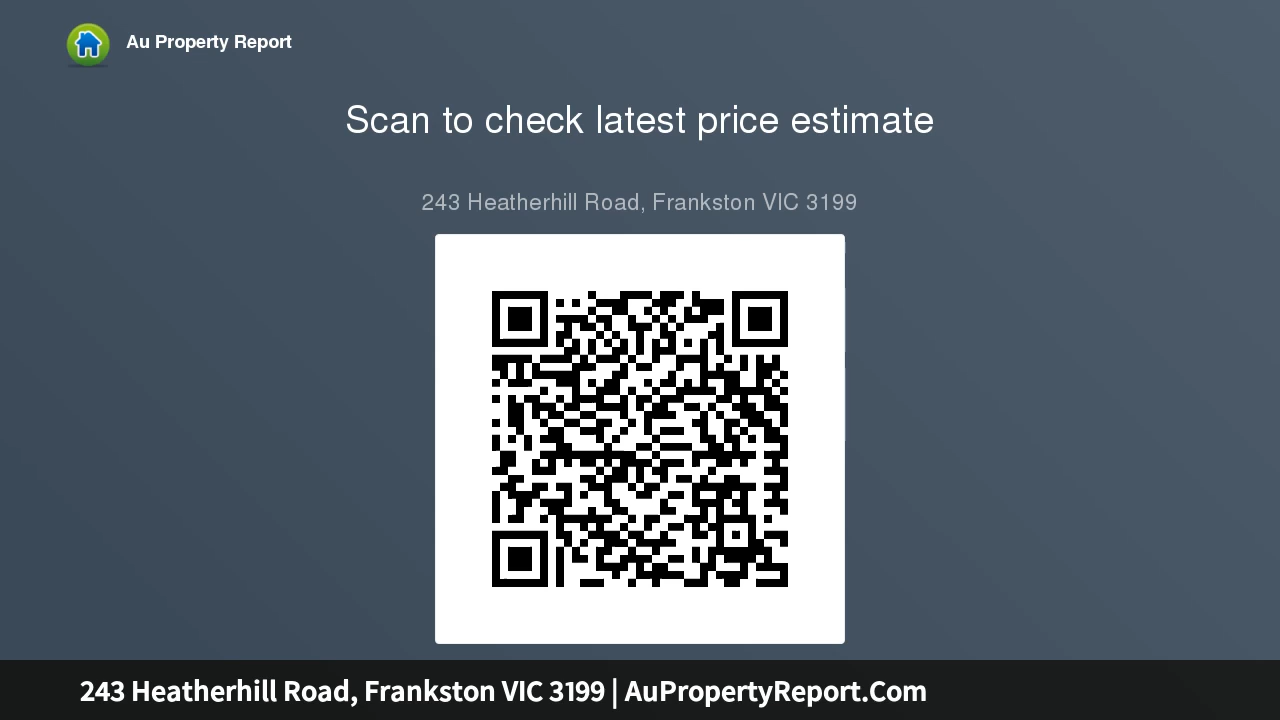 Au Property Report
Scan to check latest price estimate
243 Heatherhill Road, Frankston VIC 3199
243 Heatherhill Road, Frankston VIC 3199 | AuPropertyReport.Com